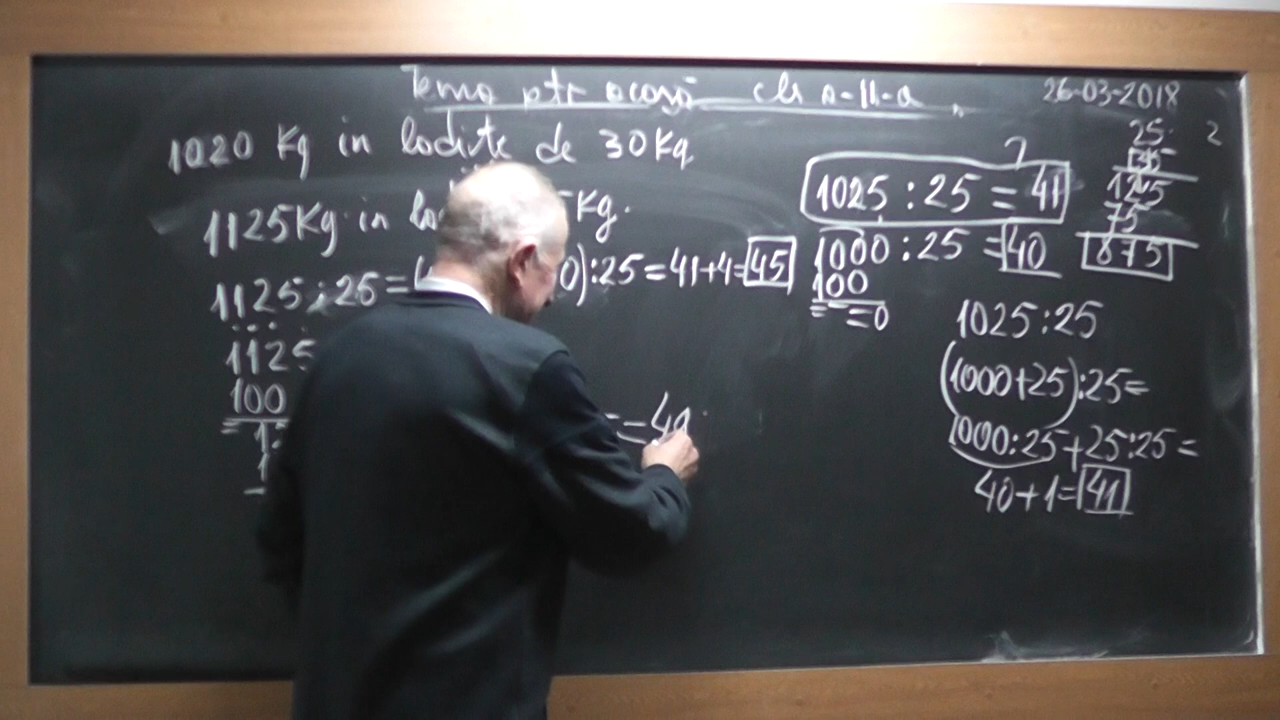 Tema ptr acasă cls a-II-a
26-03-2018
1020 Kg in ladite de 30 Kg
1125 Kg in Kg.
1125 : 25 = ):25=41+4=45
1125
100
=
=40
?
1025 : 25 = 41
1000 : 25 = 40
100
= = =0
25
2
125
75
875
1025:25
(1000+25):25=
1000:25+25:25=
40+1=41